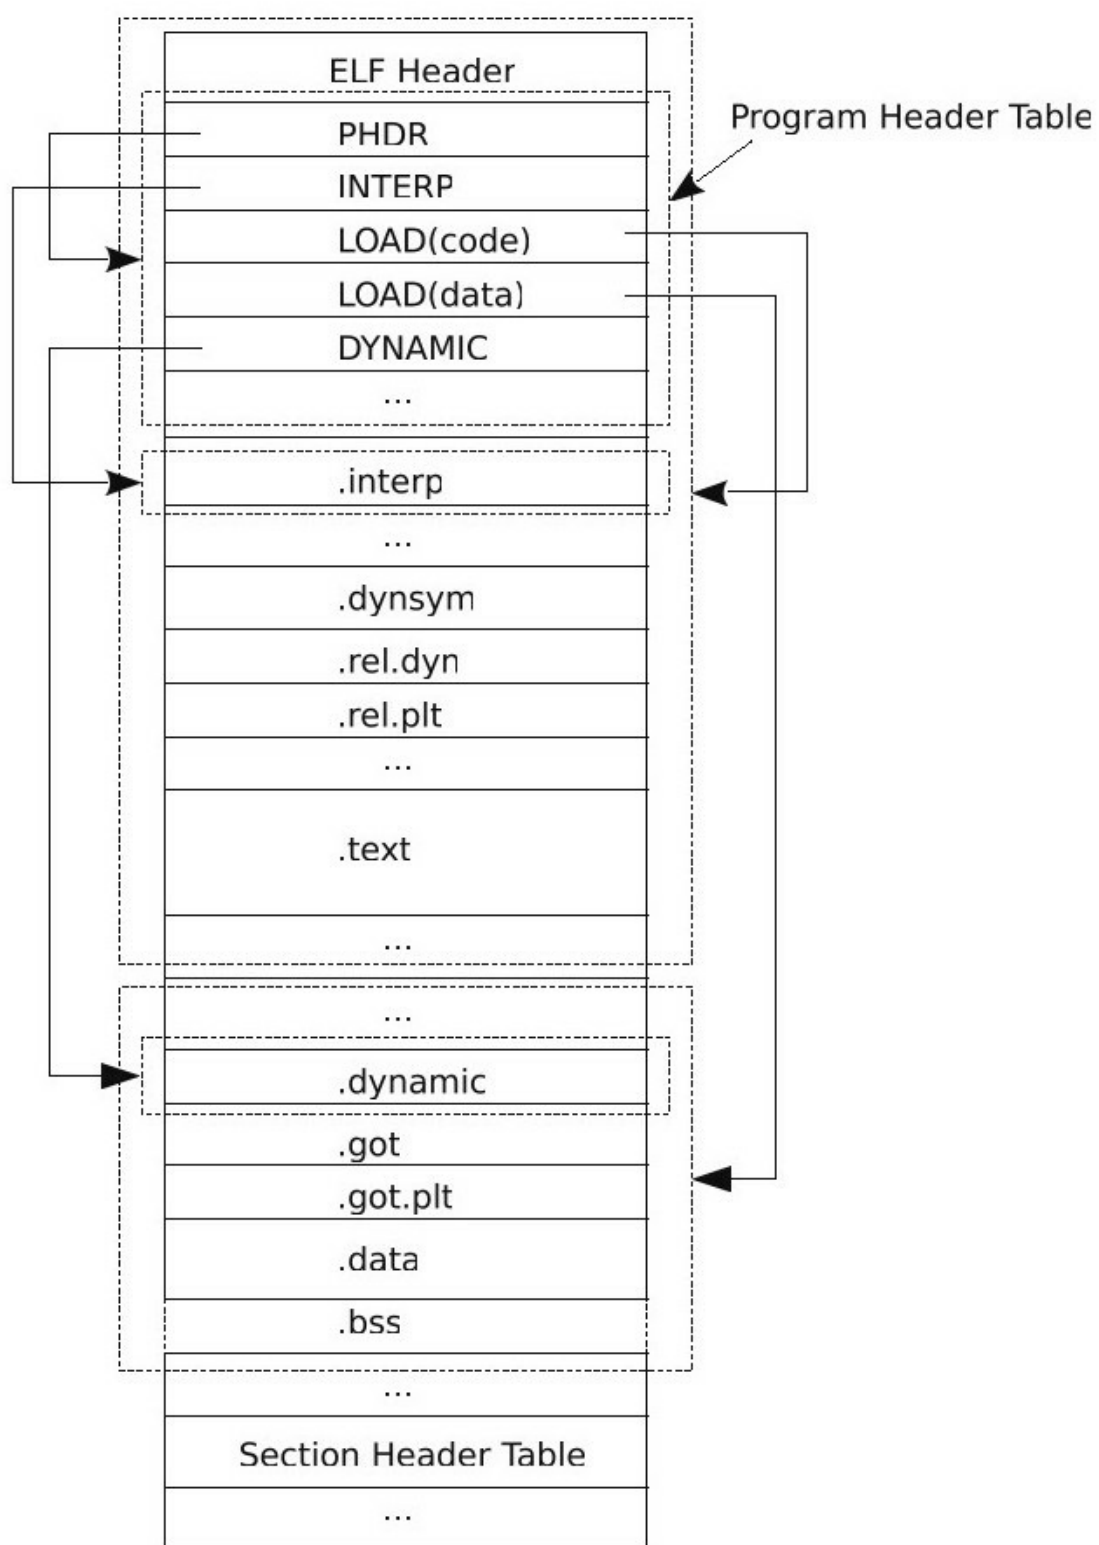 ELF Header
Program Header Table
PHDR
INTERP
LOAD(code)
LOAD(data)
DYNAMIC
...
.interp
...
.dynsym
.rel.dyn
.rel.plt
...
.text
...
...
.dynamic
.got
.got.plt
.data
.bss
...
Section Header Table
...